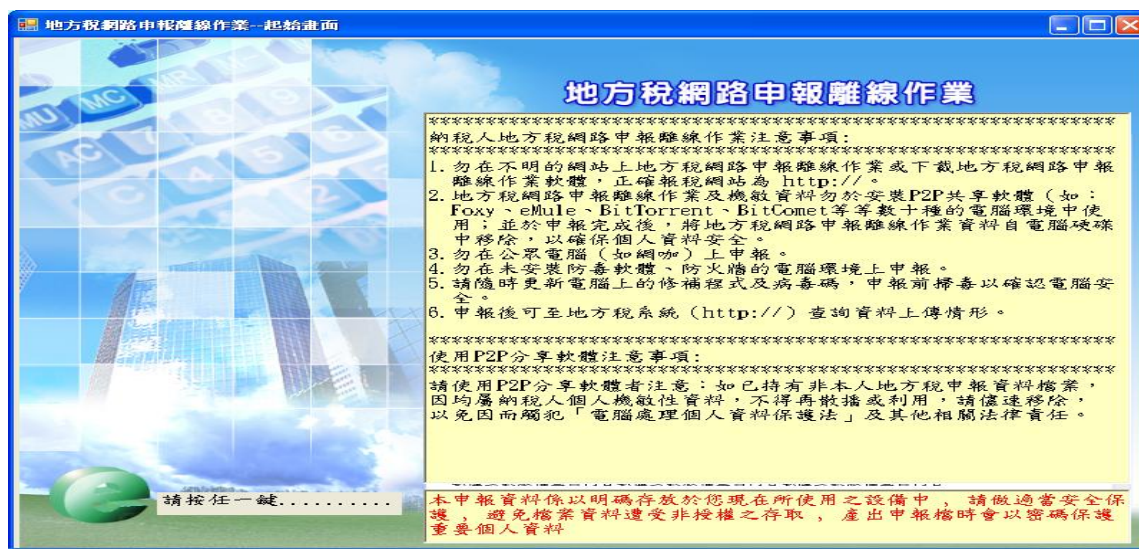 地方稅網路申報離線作業--起始畫面
地方稅網路申報離線作業
**********************************************************************
納稅人地方稅網路申報離線作業注意事項:
**********************************************************************
1. 勿在不明的網站上地方稅網路申報離線作業或下載地方稅網路申報
離線作業軟體，正確報稅網站為 http://。
2. 地方稅網路申報離線作業及機敏資料勿於安裝P2P共享軟體（如：
Foxy、eMule、BitTorrent、BitComet等等數十種的電腦環境中使
用；並於申報完成後，將地方稅網路申報離線作業資料自電腦硬碟
中移除，以確保個人資料安全。
3. 勿在公眾電腦（如網咖）上申報。
4. 勿在未安裝防毒軟體、防火牆的電腦環境上申報。
5. 請隨時更新電腦上的修補程式及病毒碼，申報前掃毒以確認電腦安
全。
6. 申報後可至地方稅系統（http://）查詢資料上傳情形。
**********************************************************************
使用P2P分享軟體注意事項:
**********************************************************************
請使用P2P分享軟體者注意：如已持有非本人地方稅申報資料檔案，
因均屬納稅人個人機敏性資料，不得再散播或利用，請儘速移除，
以免因而觸犯「電腦處理個人資料保護法」及其他相關法律責任。
請按任一鍵..........
本申報資料係以明碼存放於您現在所使用之設備中 ， 請做適當安全保
護 ， 避免檔案資料遭受非授權之存取 ， 產出申報檔時會以密碼保護
重要個人資料